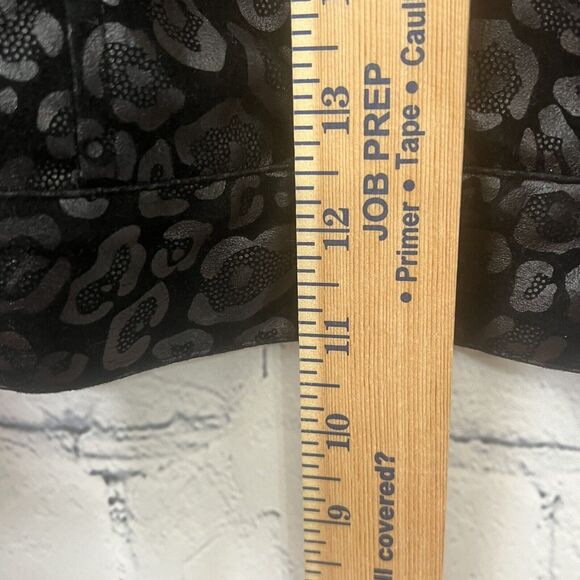 13
12
11
10
9
JOB PREP
• Primer • Tape • Caul
ll covered?